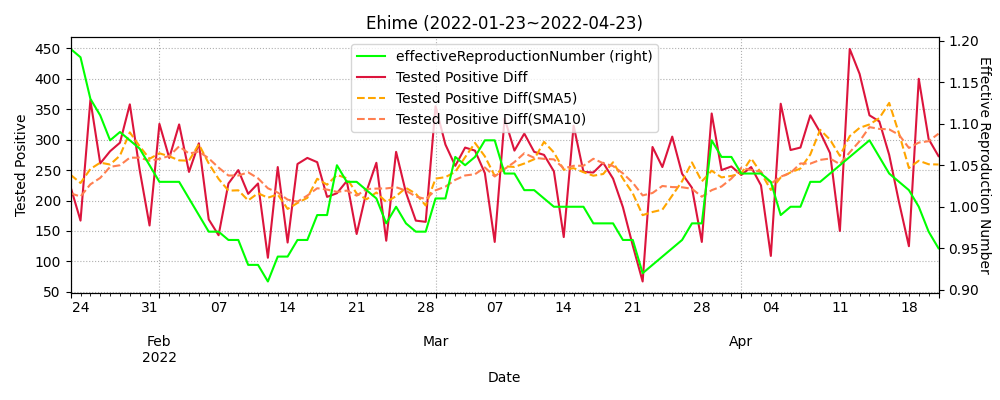 Ehime (2022-01-23~2022-04-23)
effectiveReproductionNumber (right)
Tested Positive Diff
Tested Positive Diff(SMA5)
Tested Positive Diff(SMA10)
Tested Positive
450
400
350
300
250
200
150
100
50
1.20
1.15
1.10
1.05
1.00
0.95
0.90
Effective Reproduction Number
24 31 07 14 21 28 07 14 21 28 04 11 18
Feb Mar Apr
2022
Date